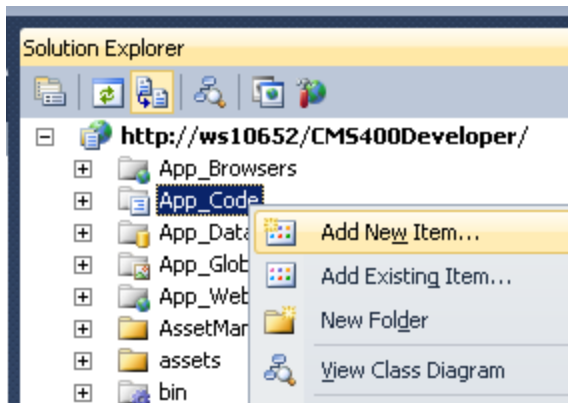 Solution Explorer
http://ws10652/CMS400Developer/
App_Browsers
App_Code
Add New Item...
App_Data
App_Glob
Add Existing Item...
App_Web
New Folder
AssetMan
assets
View Class Diagram
bin